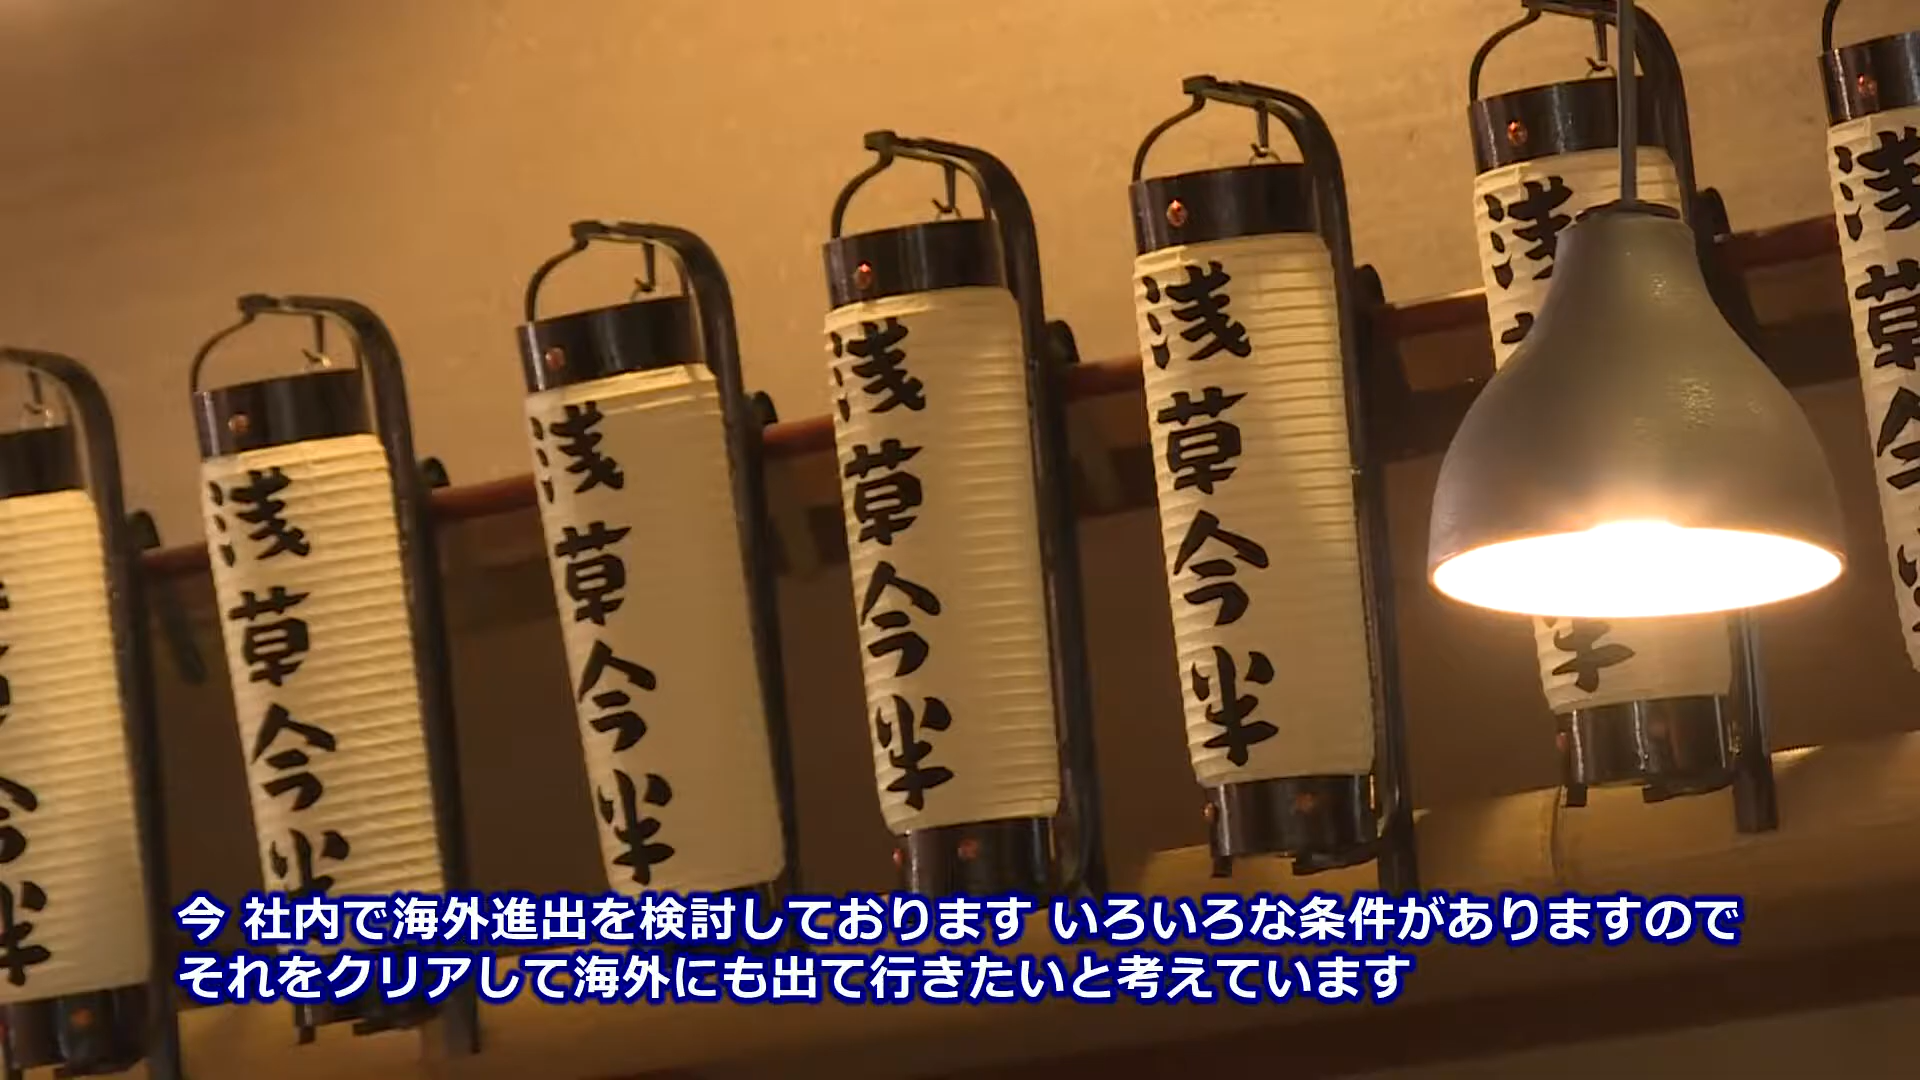 浅草今半
浅草今半
浅草今半
浅草今半
今 社内で海外進出を検討しております いろいろな条件がありますので
それをクリアして海外にも出て行きたいと考えています